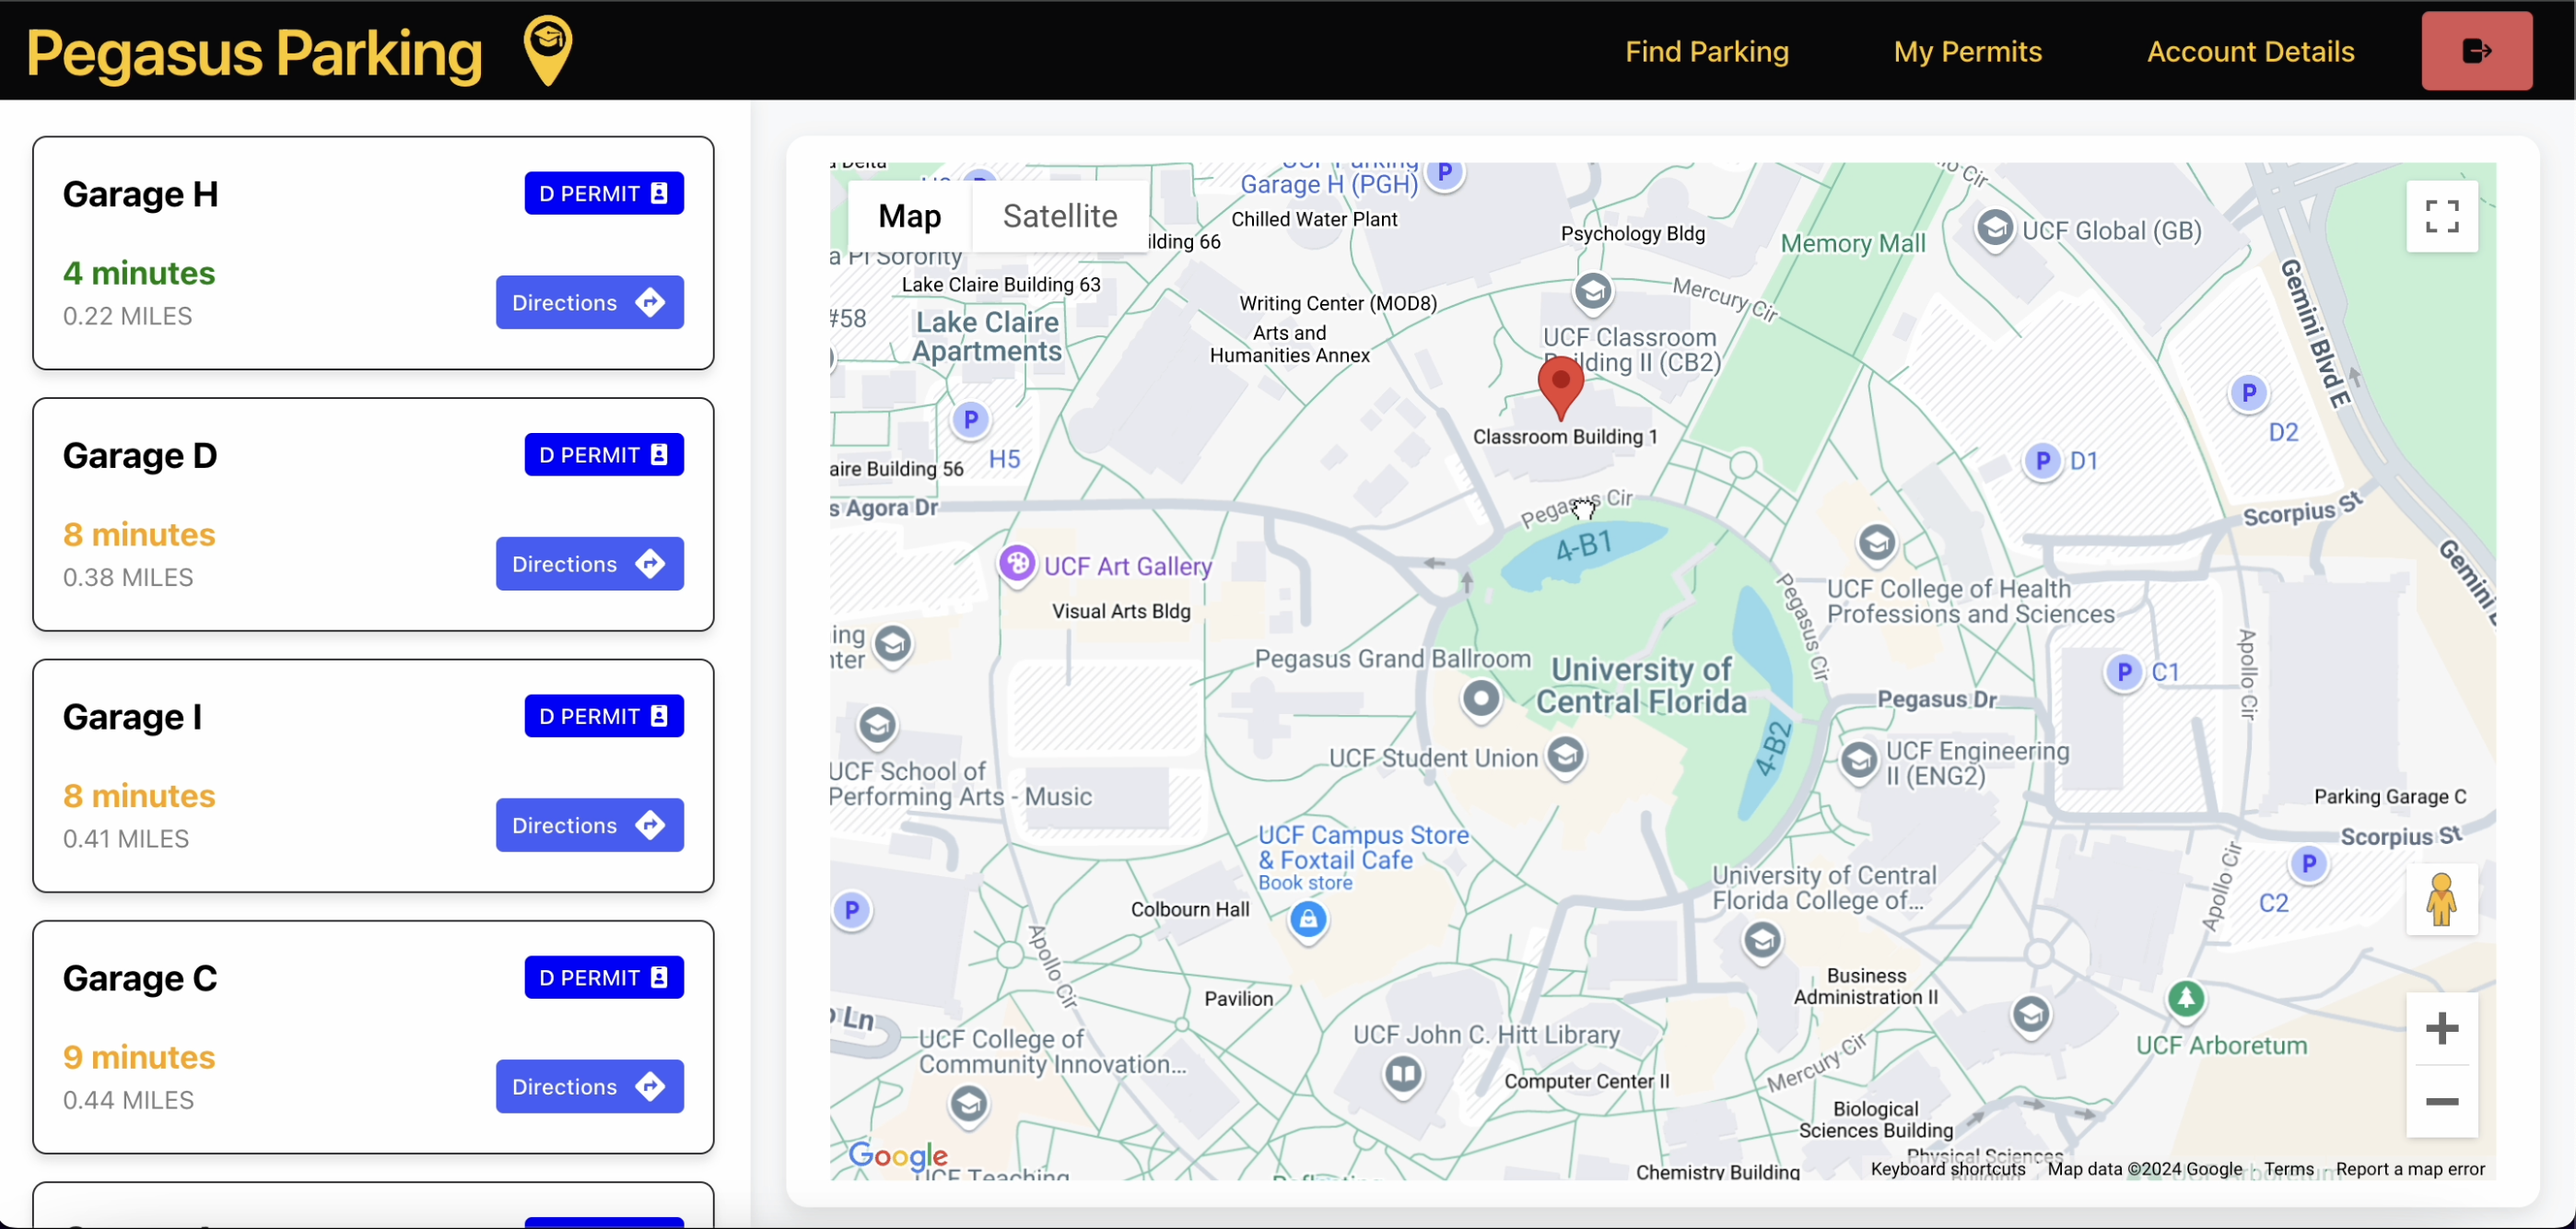 Pegasus Parking
Find Parking
My Permits
Account Details
Garage H
D PERMIT
4 minutes
0.22 MILES
Directions
Garage D
D PERMIT
8 minutes
0.38 MILES
Directions
Garage I
D PERMIT
8 minutes
0.41 MILES
Directions
Garage C
D PERMIT
9 minutes
0.44 MILES
Directions
Map
Satellite
Garage H (PGH)
P
Chilled Water Plant
ilding 66
Psychology Bldg
Memory Mall
UCF Global (GB)
a Pi Sorority
Lake Claire Building 63
Mercury Cir
Gemini Blvd E
Writing Center (MOD8)
#58
Lake Claire
Apartments
Arts and
Humanities Annex
UCF Classroom
Building II (CB2)
P
D2
P
H5
Classroom Building 1
P
D1
aire Building 56
s Agora Dr
Pegasus Cir
Scorpius St
4-B1
UCF Art Gallery
Visual Arts Bldg
Pegasus Cir
UCF College of Health
Professions and Sciences
ing
nter
Pegasus Grand Ballroom
University of
Central Florida
P
C1
Apollo Cir
Pegasus Dr
4-B2
UCF Student Union
UCF Engineering
II (ENG2)
UCF School of
Performing Arts - Music
Parking Garage C
Scorpius St
UCF Campus Store
& Foxtail Cafe
Book store
P
C2
Apollo Cir
University of Central
Florida College of...
P
Colbourn Hall
Apollo Cir
Business
Administration II
Pavilion
Ln
UCF College of
Community Innovation...
UCF John C. Hitt Library
Mercury Cir
UCF Arboretum
Computer Center II
Biological
Sciences Building
Physical Sciences
Google
UCF Teaching
Chemistry Building
Keyboard shortcuts
Map data ©2024 Google
Terms
Report a map error